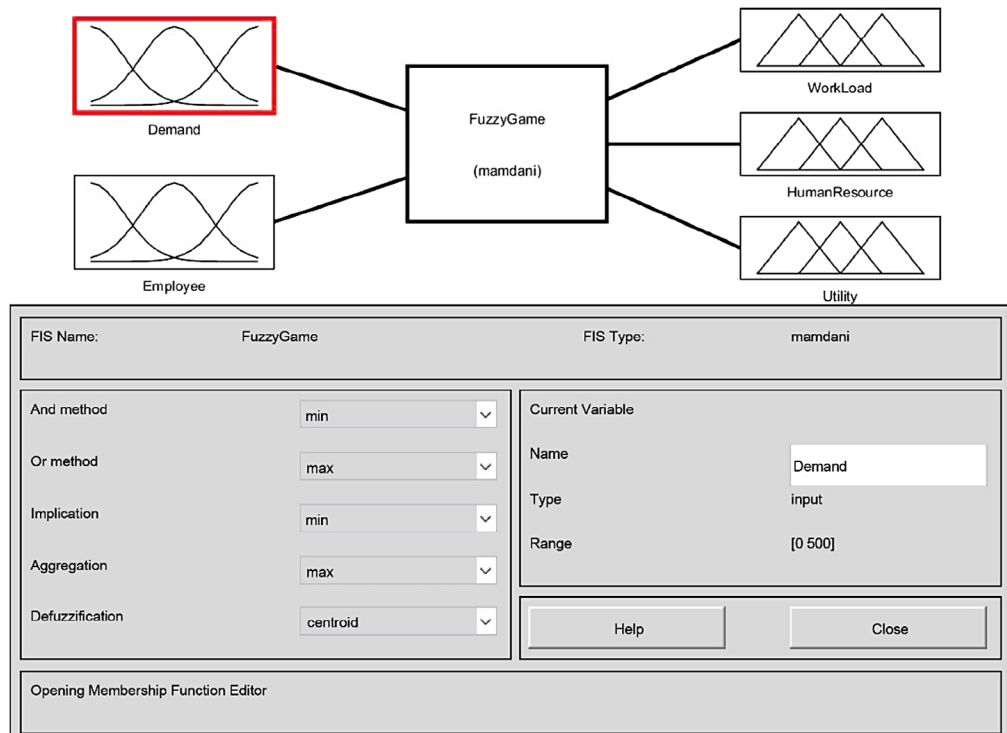 Demand
Employee
FuzzyGame
(mamdani)
WorkLoad
HumanResource
Utility
FIS Name: FuzzyGame FIS Type: mamdani
And method min
Or method max
Implication min
Aggregation max
Defuzzification centroid
Current Variable
Name Demand
Type input
Range [0 500]
Help Close
Opening Membership Function Editor